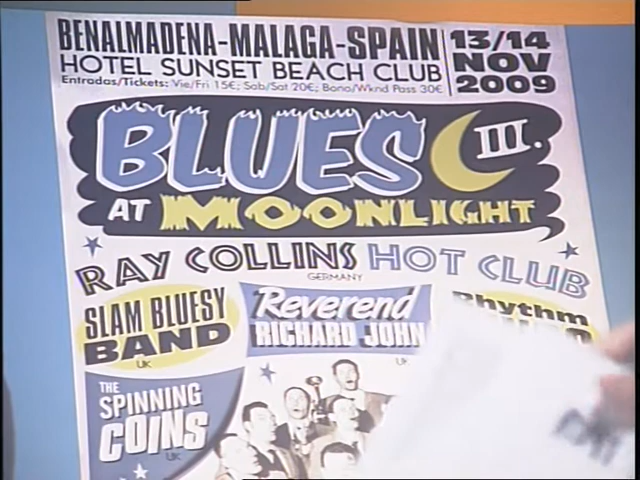 BENALMADENA-MALAGA-SPAIN
13/14
NOV
2009
HOTEL SUNSET BEACH CLUB
Entradas/Tickets: Vie/Fri 15€; Sab/Sat 20€; Bono/Wknd Pass 30€
BLUES III.
AT MOONLIGHT
RAY COLLINS HOT CLUB
GERMANY
SLAM BLUESY
BAND
UK
Reverend
RICHARD JOHN
UK
Rhythm
THE
SPINNING
COINS
UK